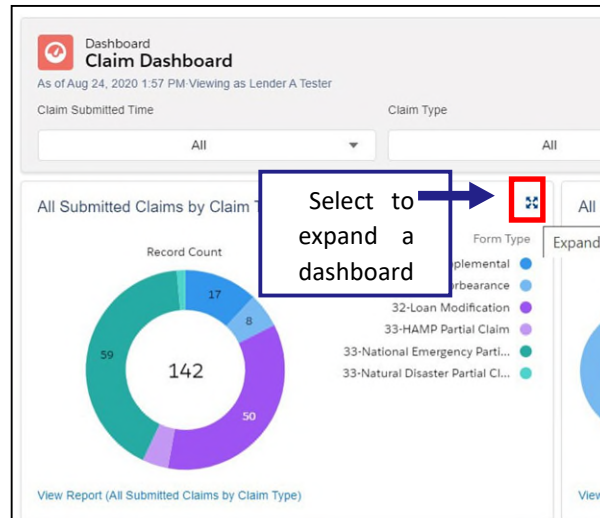 Dashboard
Claim Dashboard
As of Aug 24, 2020 1:57 PM·Viewing as Lender A Tester
Claim Submitted Time
Claim Type
All
All
All Submitted Claims by Claim T
Select to
expand a
dashboard
All
Expand
Record Count
Form Type
plemental
rbearance
32-Loan Modification
33-HAMP Partial Claim
33-National Emergency Parti...
33-Natural Disaster Partial Cl...
17
8
59
142
50
View Report (All Submitted Claims by Claim Type)
View